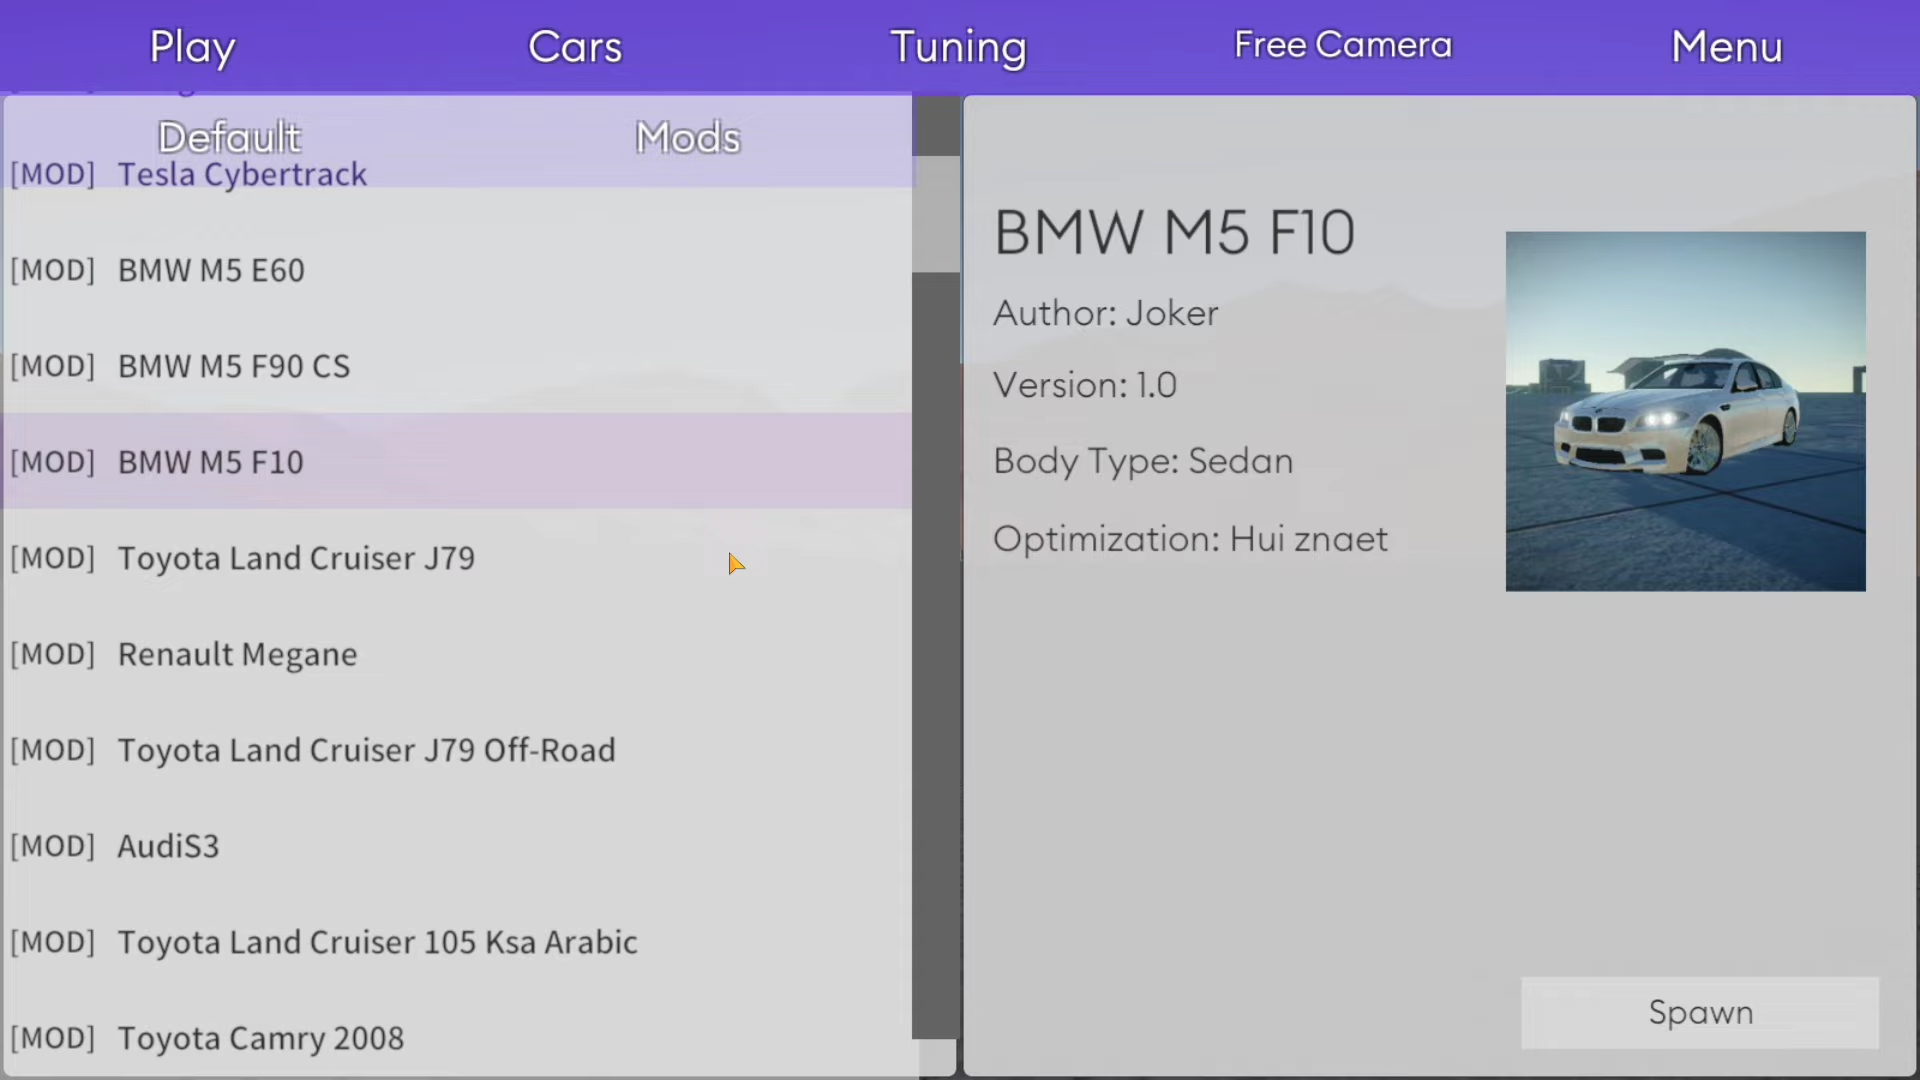 Play
Cars
Tuning
Free Camera
Menu
Default
Mods
[MOD] Tesla Cybertrack
[MOD] BMW M5 E60
[MOD] BMW M5 F90 CS
[MOD] BMW M5 F10
[MOD] Toyota Land Cruiser J79
[MOD] Renault Megane
[MOD] Toyota Land Cruiser J79 Off-Road
[MOD] AudiS3
[MOD] Toyota Land Cruiser 105 Ksa Arabic
[MOD] Toyota Camry 2008
BMW M5 F10
Author: Joker
Version: 1.0
Body Type: Sedan
Optimization: Hui znaet
Spawn